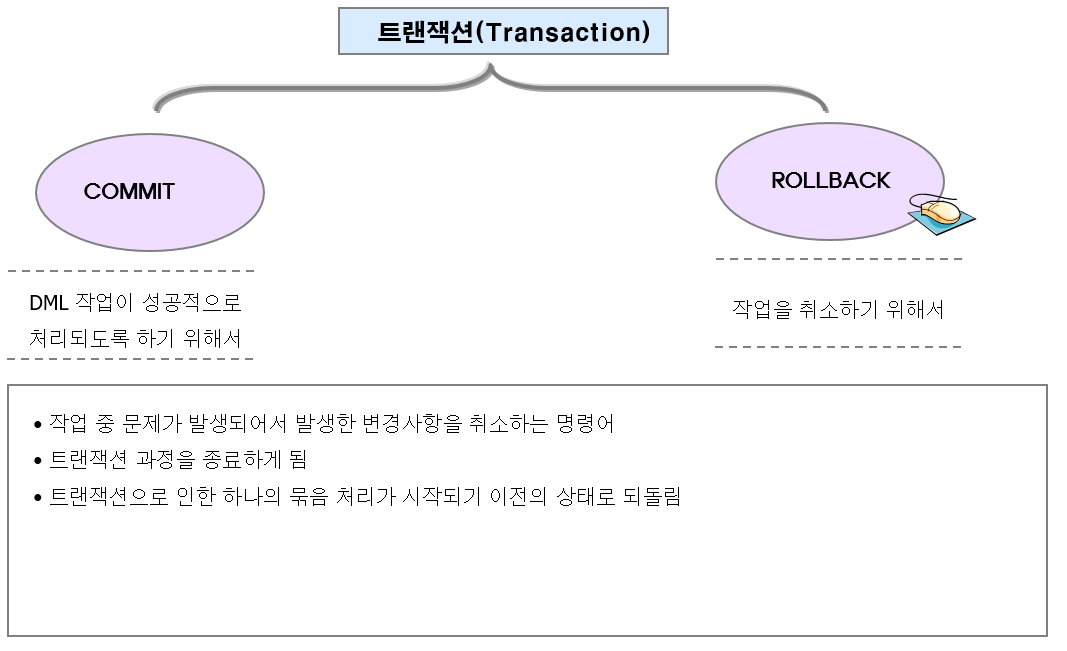 트랜잭션(Transaction)
COMMIT
ROLLBACK
DML 작업이 성공적으로
처리되도록 하기 위해서
작업을 취소하기 위해서
• 작업 중 문제가 발생되어서 발생한 변경사항을 취소하는 명령어
• 트랜잭션 과정을 종료하게 됨
• 트랜잭션으로 인한 하나의 묶음 처리가 시작되기 이전의 상태로 되돌림